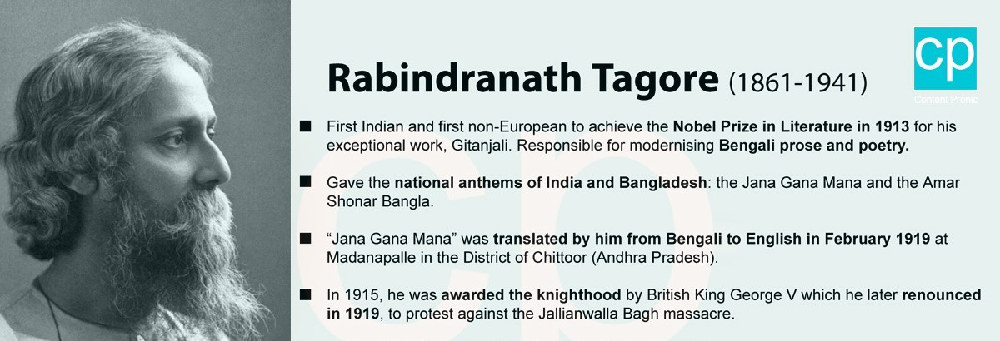 cp
Content Pronic
Rabindranath Tagore (1861-1941)
■ First Indian and first non-European to achieve the Nobel Prize in Literature in 1913 for his
exceptional work, Gitanjali. Responsible for modernising Bengali prose and poetry.
■ Gave the national anthems of India and Bangladesh: the Jana Gana Mana and the Amar
Shonar Bangla.
■ “Jana Gana Mana” was translated by him from Bengali to English in February 1919 at
Madanapalle in the District of Chittoor (Andhra Pradesh).
■ In 1915, he was awarded the knighthood by British King George V which he later renounced
in 1919, to protest against the Jallianwalla Bagh massacre.
cp